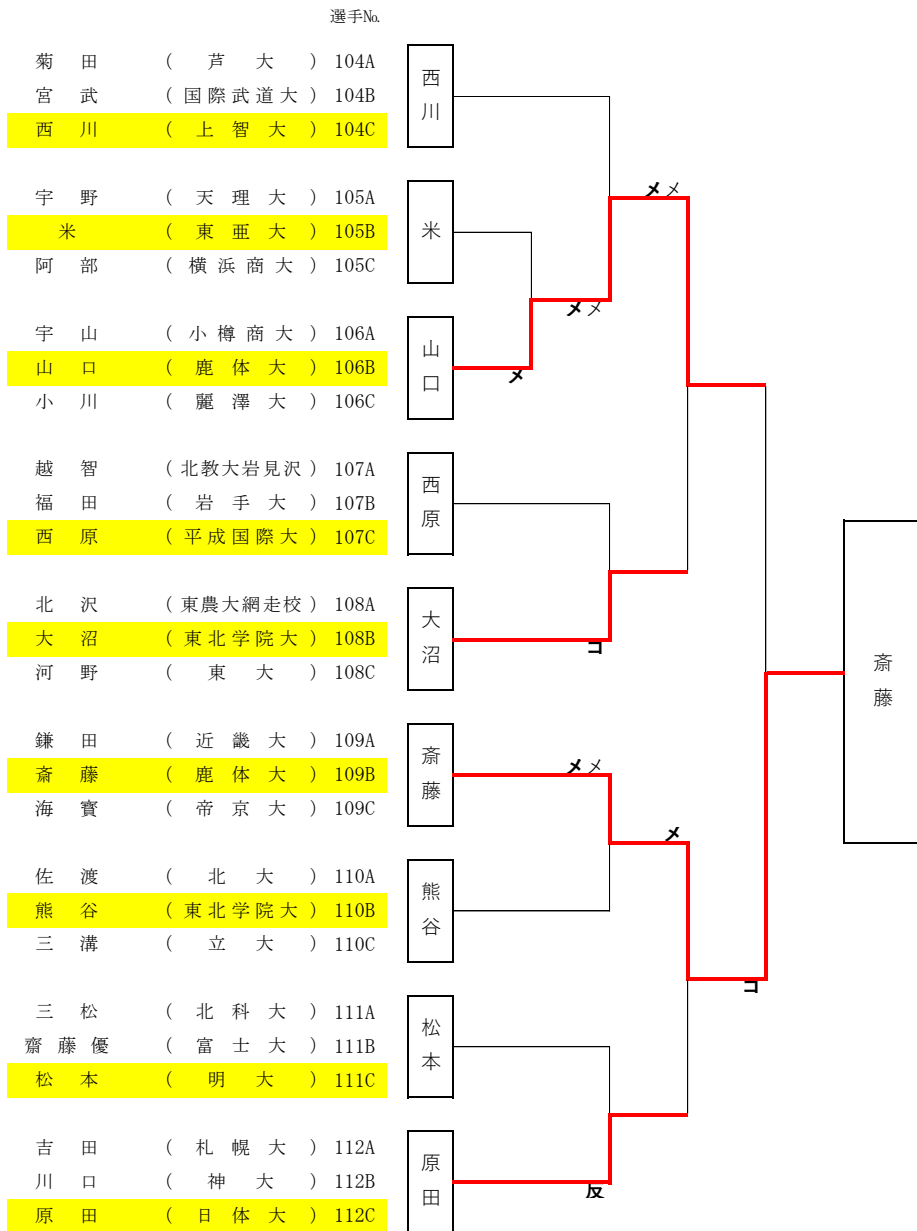 選手No.
菊田 (芦大) 104A
宮武 (国際武道大) 104B
西川 (上智大) 104C
西川
宇野 (天理大) 105A
米 (東亜大) 105B
阿部 (横浜商大) 105C
米
メメ
メメ
宇山 (小樽商大) 106A
山口 (鹿体大) 106B
小川 (麗澤大) 106C
山口
メ
越智 (北教大岩見沢) 107A
福田 (岩手大) 107B
西原 (平成国際大) 107C
西原
北沢 (東農大網走校) 108A
大沼 (東北学院大) 108B
河野 (東大) 108C
大沼
コ
斎藤
鎌田 (近畿大) 109A
斎藤 (鹿体大) 109B
海寳 (帝京大) 109C
斎藤
メメ
メ
佐渡 (北大) 110A
熊谷 (東北学院大) 110B
三溝 (立大) 110C
熊谷
コ
三松 (北科大) 111A
齋藤優 (富士大) 111B
松本 (明大) 111C
松本
吉田 (札幌大) 112A
川口 (神大) 112B
原田 (日体大) 112C
原田
反